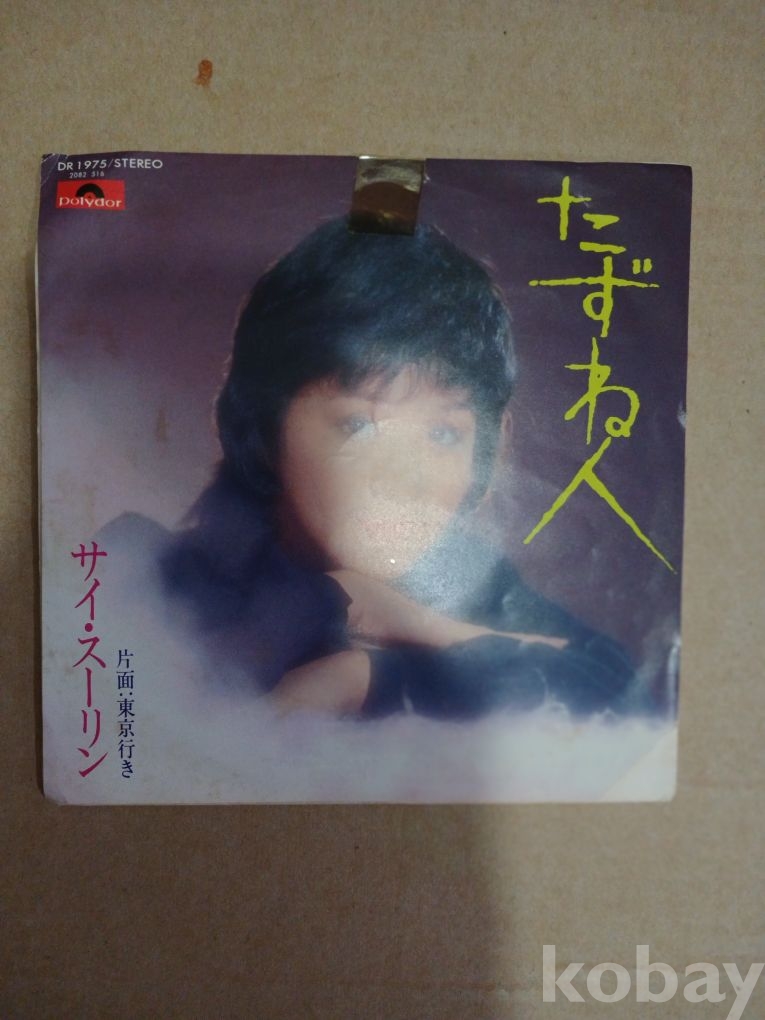 DR 1975/STEREO
2082 516
polydor
たずね人
サイ・スーリン
片面:東京行き
kobay